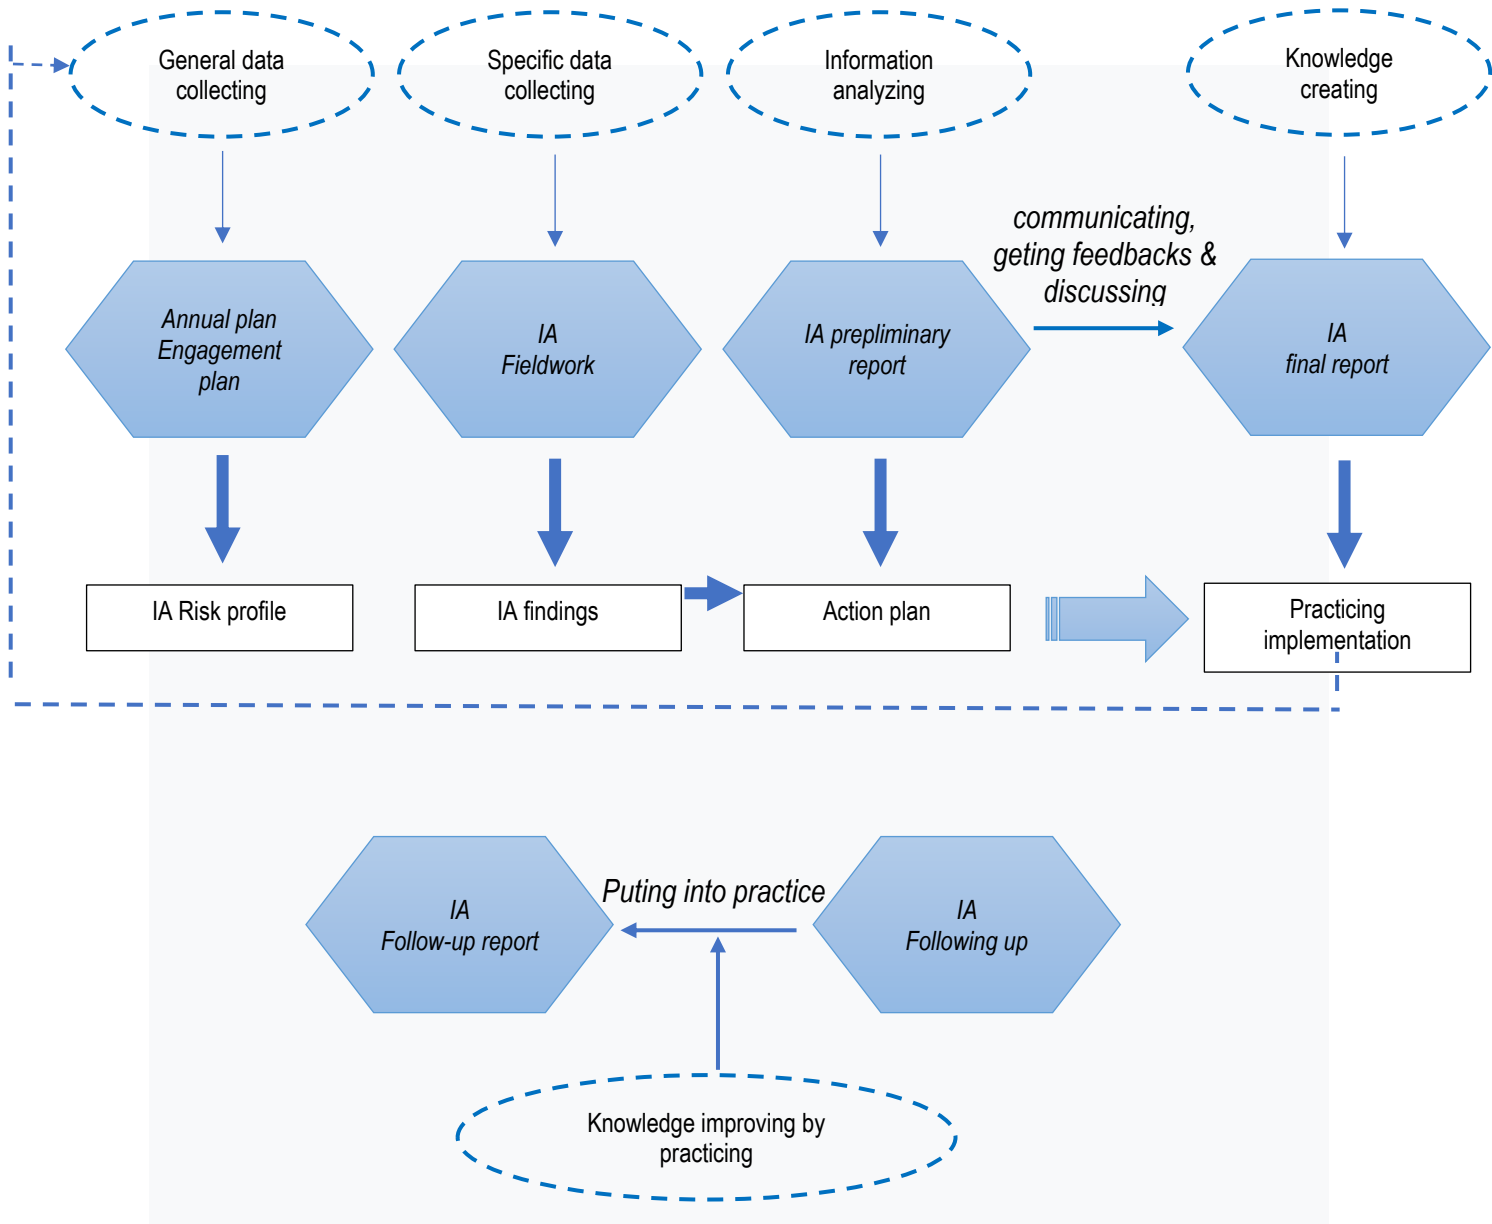 General data
collecting
Specific data
collecting
Information
analyzing
Knowledge
creating
communicating,
geting feedbacks &
discussing
Annual plan
Engagement
plan
IA
Fieldwork
IA prepliminary
report
IA
final report
IA Risk profile
IA findings
Action plan
Practicing
implementation
IA
Follow-up report
Puting into practice
IA
Following up
Knowledge improving by
practicing